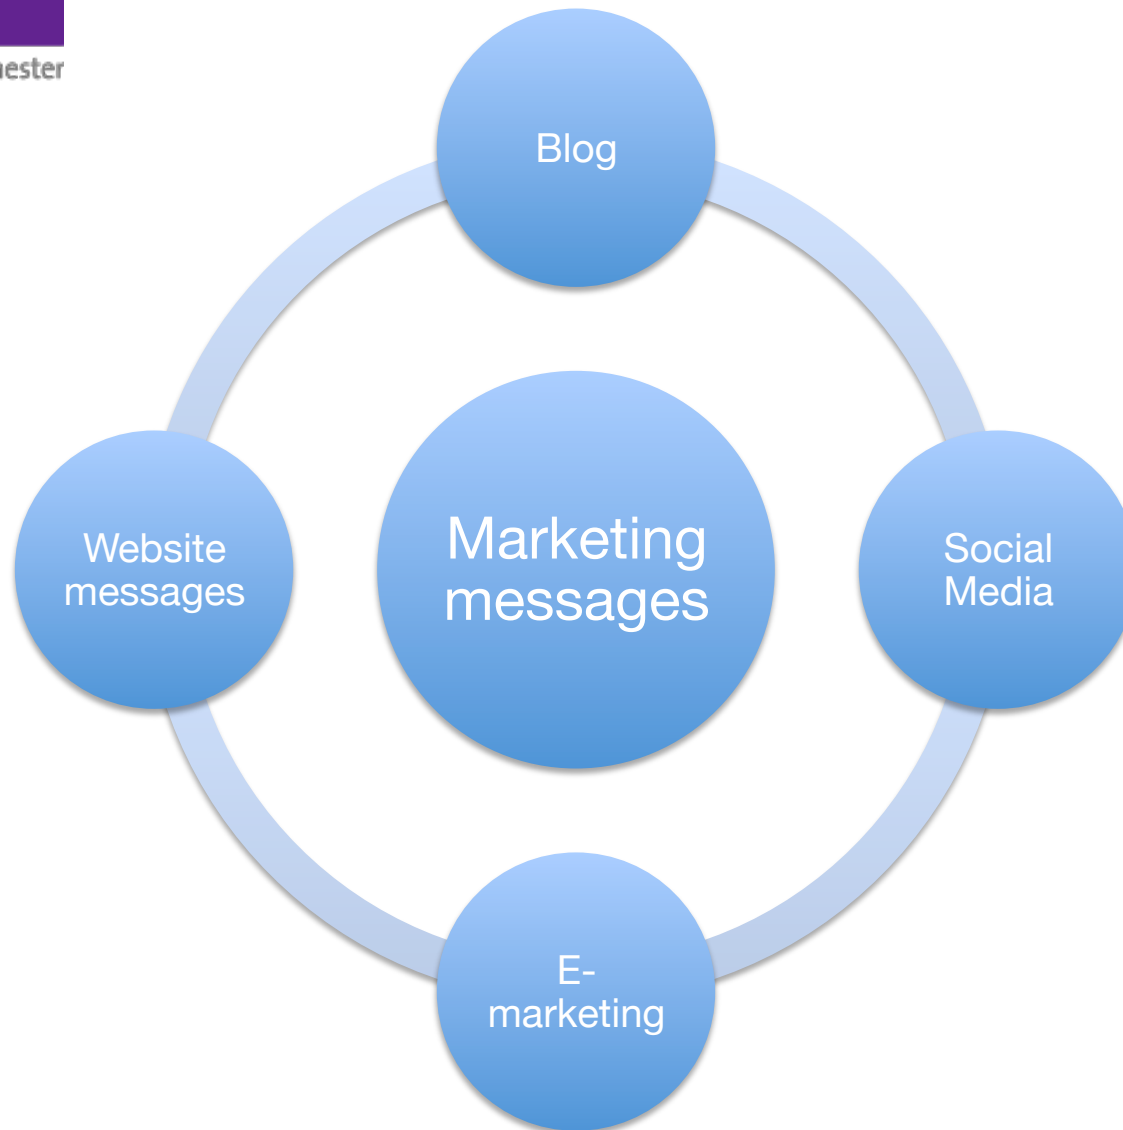 Blog
Website
messages
Marketing
messages
Social
Media
E-
marketing